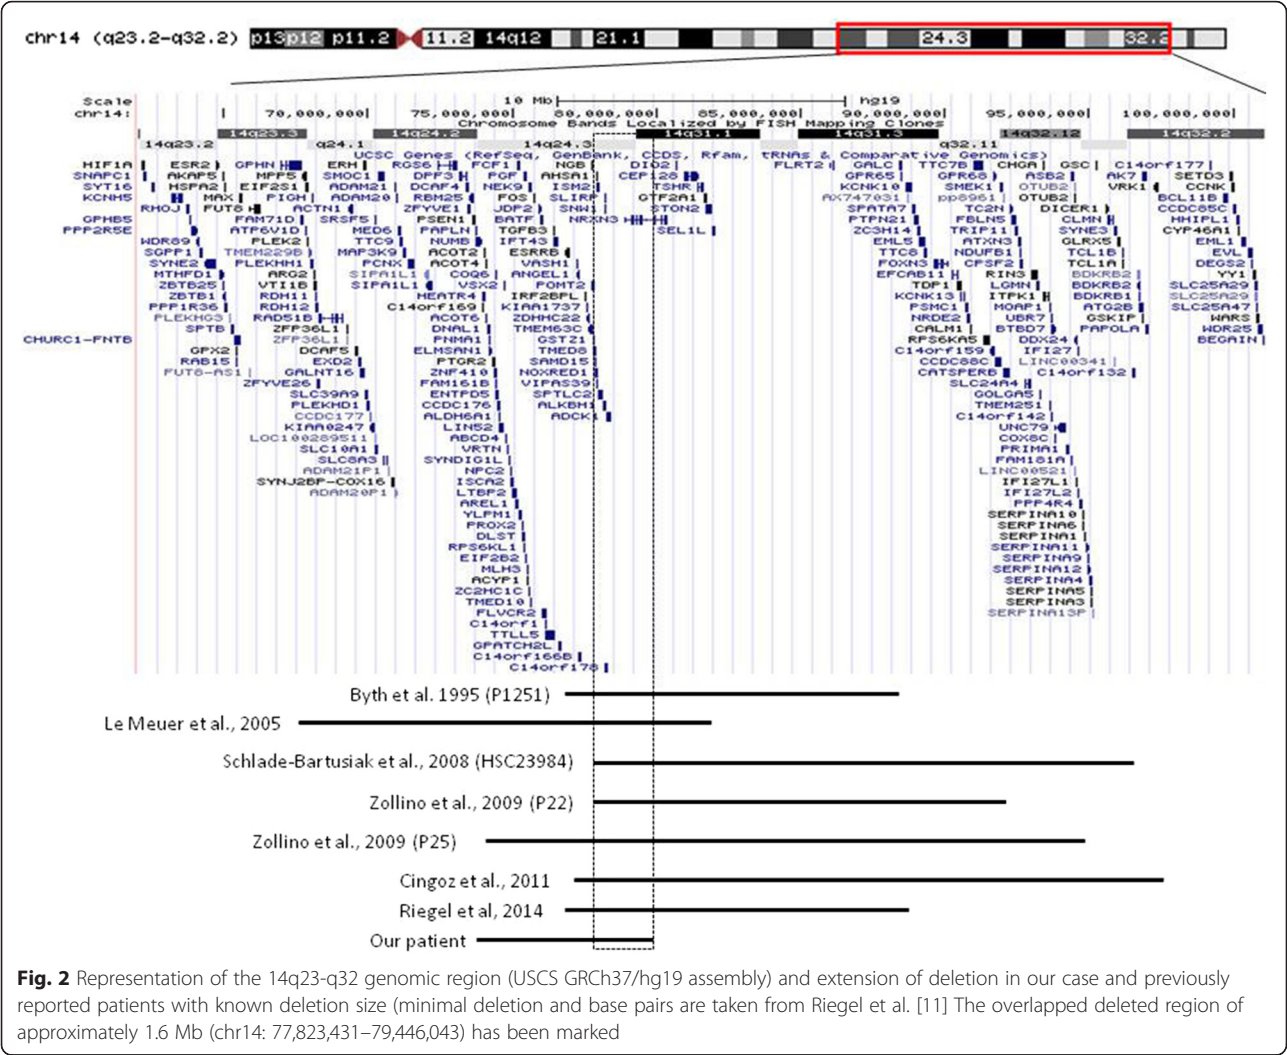 chr14 (q23.2-q32.2) p13 p12 p11.2 11.2 14q12 21.1 24.3 32.2
Scale 10 Mb hg19
chr14: 70,000,000 75,000,000 80,000,000 85,000,000 90,000,000 95,000,000 100,000,000
Chromosome Bands Localized by FISH Mapping Clones
14q23.3 14q24.2 14q31.1 14q31.3 14q32.12 14q32.2
14q23.2 q24.1 14q24.3 q32.11
UCSC Genes (RefSeq, GenBank, CCDS, Rfam, tRNAs & Comparative Genomics)
HIF1A ESR2 GPHN ERH RGS6 FCF1 NGB DIO2 FLRT2 GALC TTC7B CHGA GSC C14orf177
SNAPC1 AKAP5 MPP5 SMOC1 DPF3 PGF AHSA1 CEP128 GPR65 GPR68 ASB2 AK7 SETD3
SYT16 HSPA2 EIF2S1 ADAM21 DCAF4 NEK9 ISM2 TSHR KCNK10 SMEK1 OTUB2 VRK1 CCNK
KCNH5 MAX PIGH ADAM20 RBM25 FOS SLIRP GTF2A1 AX747031 pp8961 OTUB2 BCL11B
RHOJ FUT8 ACTN1 ZFYVE1 JDP2 SNW1 STON2 SPATA7 TC2N DICER1 CCDC85C
GPHB5 FAM71D SRSF5 PSEN1 BATF NRXN3 PTPN21 FBLN5 CLMN HHIPL1
PPP2R5E ATP6V1D MED6 PAPLN TGFB3 SEL1L ZC3H14 TRIP11 SYNE3 CYP46A1
WDR89 PLEK2 TTC9 NUMB IFT43 EML5 ATXN3 GLRX5 EML1
SGPP1 TMEM229B MAP3K9 ACOT2 ESRRB TTC8 NDUFB1 TCL1B EVL
SYNE2 PLEKHH1 PCNX ACOT4 VASH1 FOXN3 CPSF2 TCL1A DEGS2
MTHFD1 ARG2 SIPA1L1 COQ6 ANGEL1 EFCAB11 RIN3 BDKRB2 YY1
ZBTB25 VTI1B SIPA1L1 VSX2 POMT2 TDP1 LGMN BDKRB2 SLC25A29
ZBTB1 RDH11 HEATR4 IRF2BPL KCNK13 ITPK1 BDKRB1 SLC25A29
PPP1R36 RDH12 C14orf169 KIAA1737 PSMC1 MOAP1 ATG2B SLC25A47
PLEKHG3 RAD51B ACOT6 ZDHHC22 NRDE2 UBR7 GSKIP WARS
SPTB ZFP36L1 DNAL1 TMEM63C CALM1 BTBD7 PAPOLA WDR25
CHURC1-FNTB ZFP36L1 PNMA1 GSTZ1 RPS6KA5 DDX24 BEGAIN
GPX2 DCAF5 ELMSAN1 TMED8 C14orf159 IFI27
RAB15 EXD2 PTGR2 SAMD15 CCDC88C LINC00341
FUT8-AS1 GALNT16 ZNF410 NOXRED1 CATSPERB C14orf132
ZFYVE26 FAM161B VIPAS39 SLC24A4
SLC39A9 ENTPD5 SPTLC2 GOLGA5
PLEKHD1 CCDC176 ALKBH1 TMEM251
CCDC177 ALDH6A1 ADCK1 C14orf142
KIAA0247 LIN52 UNC79
LOC100289511 ABCD4 COX8C
SLC10A1 VRTN PRIMA1
SLC8A3 SYNDIG1L FAM181A
ADAM21P1 NPC2 LINC00521
SYNJ2BP-COX16 ISCA2 IFI27L1
ADAM20P1 LTBP2 IFI27L2
AREL1 PPP4R4
YLPM1 SERPINA10
PROX2 SERPINA6
DLST SERPINA1
RPS6KL1 SERPINA11
EIF2B2 SERPINA9
MLH3 SERPINA12
ACYP1 SERPINA4
ZC2HC1C SERPINA5
TMED10 SERPINA3
FLVCR2 SERPINA13P
C14orf1
TTLL5
GPATCH2L
C14orf166B
C14orf178
Byth et al. 1995 (P1251)
Le Meuer et al., 2005
Schlade-Bartusiak et al., 2008 (HSC23984)
Zollino et al., 2009 (P22)
Zollino et al., 2009 (P25)
Cingoz et al., 2011
Riegel et al, 2014
Our patient
Fig. 2 Representation of the 14q23-q32 genomic region (USCS GRCh37/hg19 assembly) and extension of deletion in our case and previously
reported patients with known deletion size (minimal deletion and base pairs are taken from Riegel et al. [11] The overlapped deleted region of
approximately 1.6 Mb (chr14: 77,823,431–79,446,043) has been marked